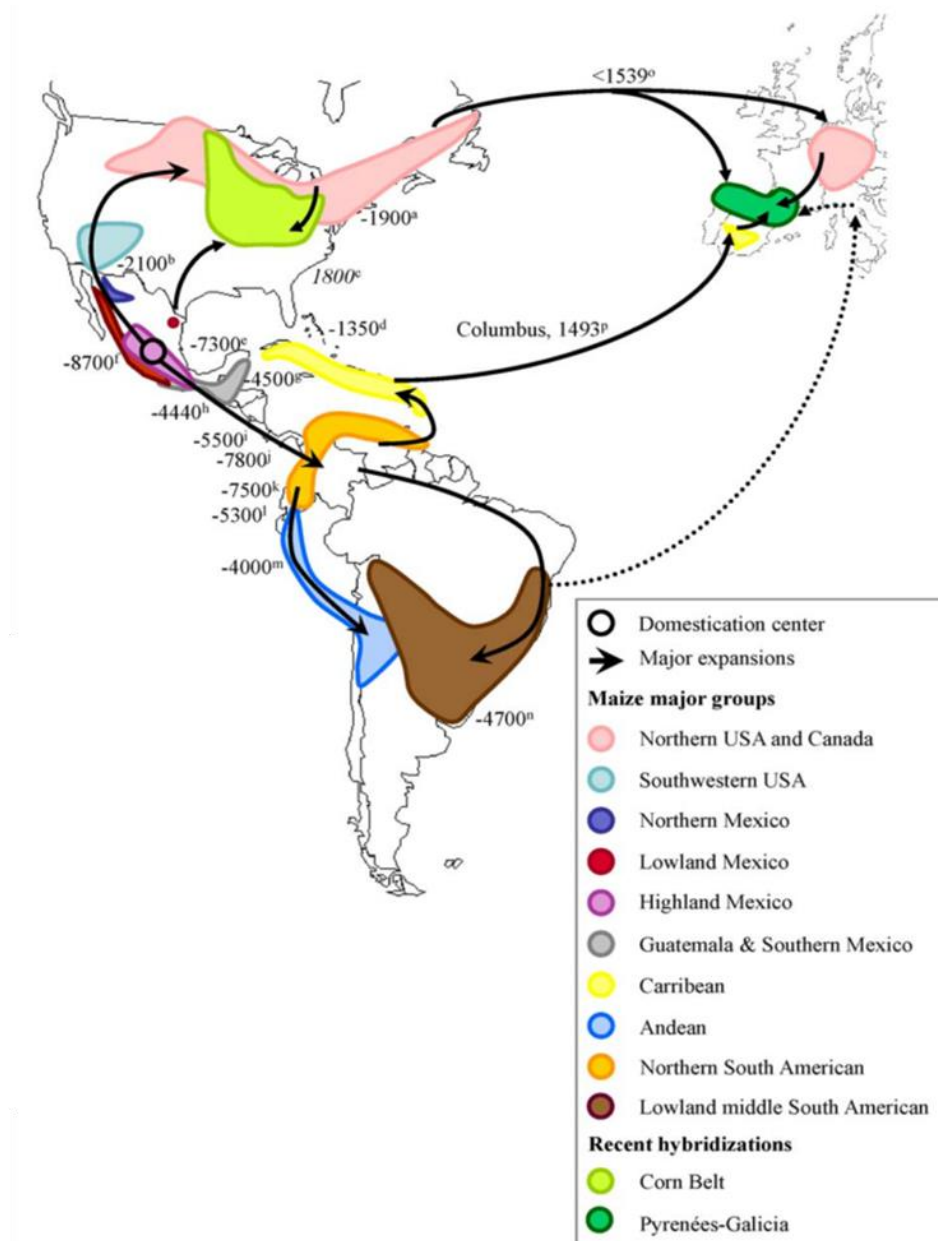 <1539ᵒ
-1900ᵃ
-2100ᵇ
1800ᶜ
-1350ᵈ
Columbus, 1493ᵖ
-7300ᵉ
-8700ᶠ
-4500ᵍ
-4440ʰ
-5500ⁱ
-7800ʲ
-7500ᵏ
-5300ˡ
-4000ᵐ
-4700ⁿ
Domestication center
Major expansions
Maize major groups
Northern USA and Canada
Southwestern USA
Northern Mexico
Lowland Mexico
Highland Mexico
Guatemala & Southern Mexico
Carribean
Andean
Northern South American
Lowland middle South American
Recent hybridizations
Corn Belt
Pyrenées-Galicia